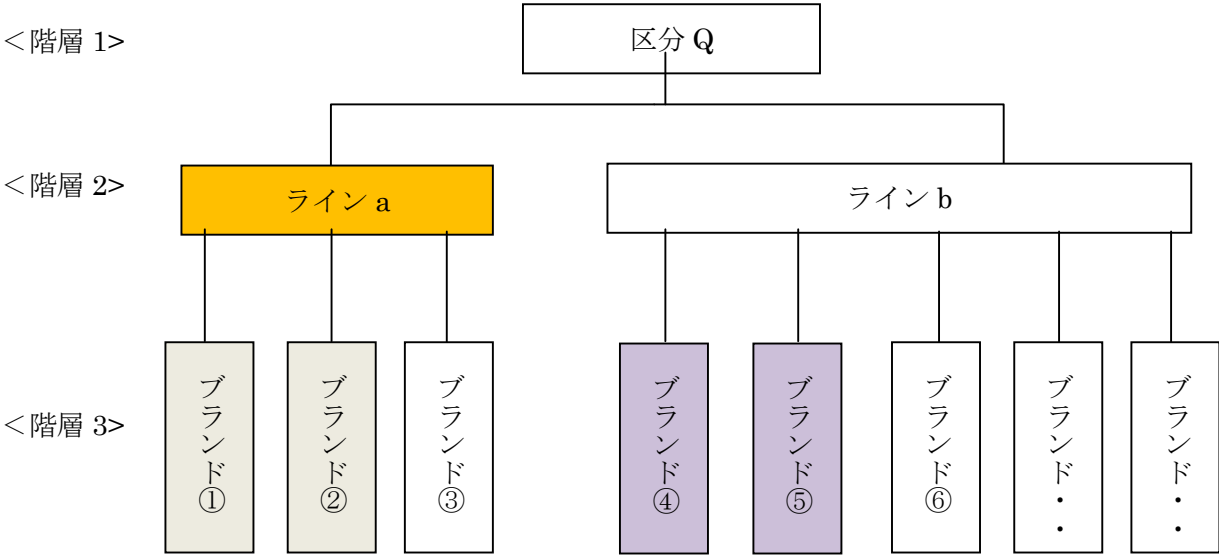 ＜階層 1>
区分 Q
＜階層 2>
ライン a
ライン b
＜階層 3>
ブランド①
ブランド②
ブランド③
ブランド④
ブランド⑤
ブランド⑥
ブランド・・
ブランド・・